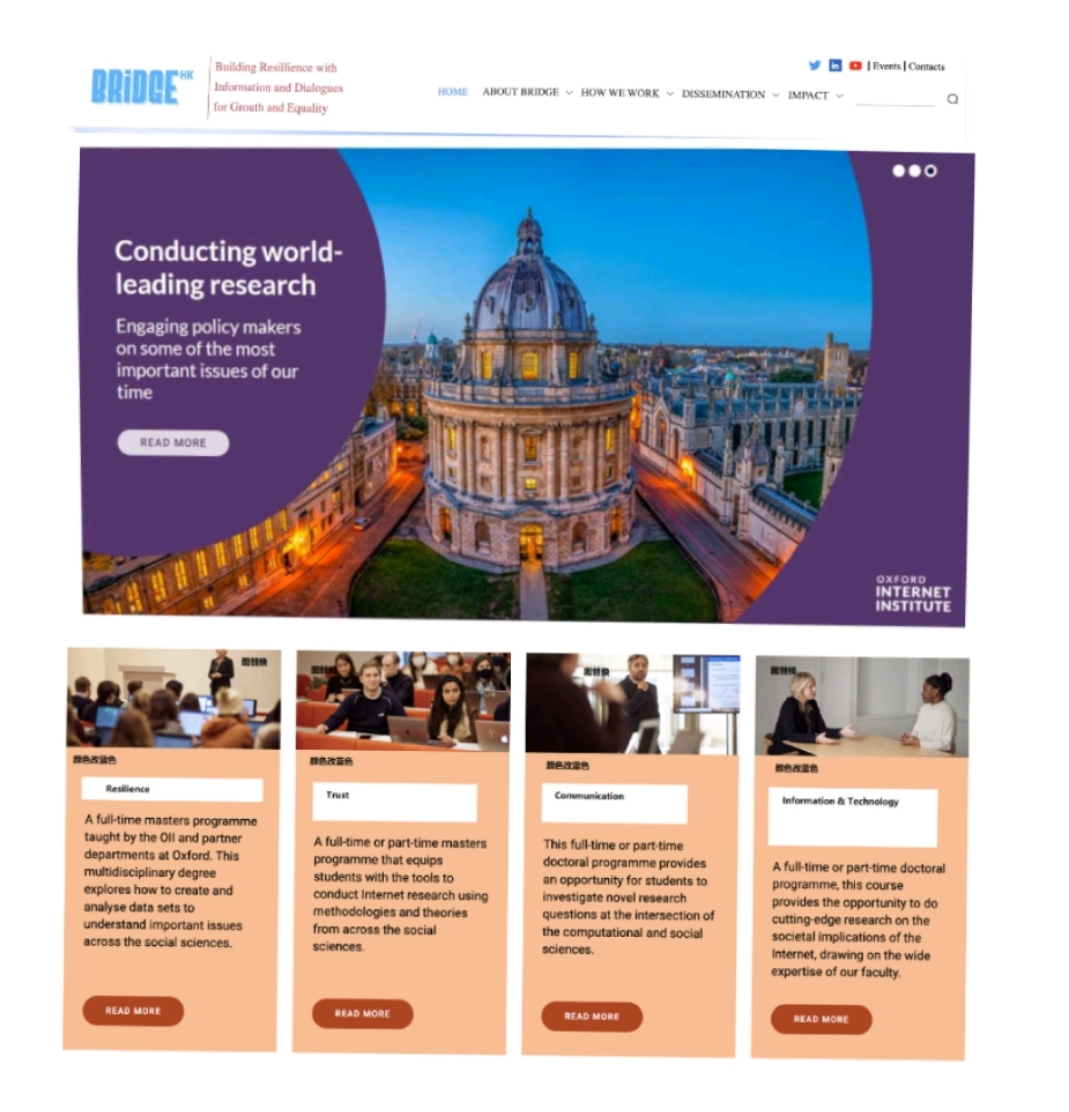 BRiDGE HK
Building Resillience with
Information and Dialogues
for Grouth and Equality
| Events | Contacts
HOME ABOUT BRIDGE HOW WE WORK DISSEMINATION IMPACT
Conducting world-
leading research
Engaging policy makers
on some of the most
important issues of our
time
READ MORE
OXFORD
INTERNET
INSTITUTE
图替换
颜色改蓝色
Resilience
A full-time masters programme
taught by the OII and partner
departments at Oxford. This
multidisciplinary degree
explores how to create and
analyse data sets to
understand important issues
across the social sciences.
READ MORE
图替换
颜色改蓝色
Trust
A full-time or part-time masters
programme that equips
students with the tools to
conduct Internet research using
methodologies and theories
from across the social
sciences.
READ MORE
图替换
颜色改蓝色
Communication
This full-time or part-time
doctoral programme provides
an opportunity for students to
investigate novel research
questions at the intersection of
the computational and social
sciences.
READ MORE
图替换
颜色改蓝色
Information & Technology
A full-time or part-time doctoral
programme, this course
provides the opportunity to do
cutting-edge research on the
societal implications of the
Internet, drawing on the wide
expertise of our faculty.
READ MORE